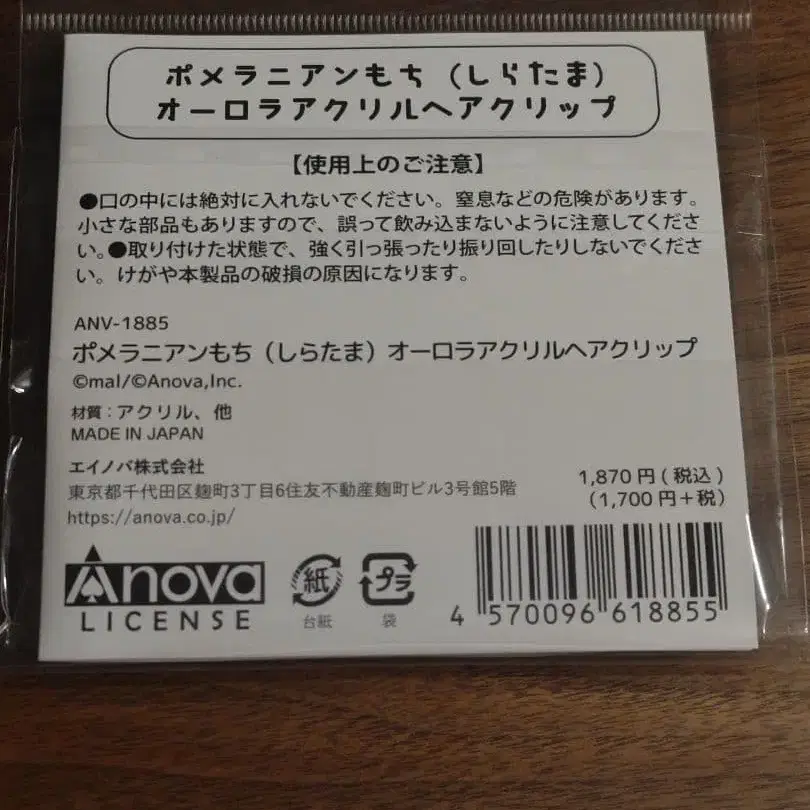 ポメラニアンもち（しらたま）
オーロラアクリルヘアクリップ
【使用上のご注意】
●口の中には絶対に入れないでください。窒息などの危険があります。
小さな部品もありますので、誤って飲み込まないように注意してくださ
い。●取り付けた状態で、強く引っ張ったり振り回したりしないでくださ
い。けがや本製品の破損の原因になります。
ANV-1885
ポメラニアンもち（しらたま）オーロラアクリルヘアクリップ
©mal/©Anova,Inc.
材質：アクリル、他
MADE IN JAPAN
エイノバ株式会社
東京都千代田区麹町3丁目6住友不動産麹町ビル3号館5階
https://anova.co.jp/
1,870円(税込)
（1,700円＋税）
Anova
LICENSE
紙
台紙
プラ
袋
4 570096 618855